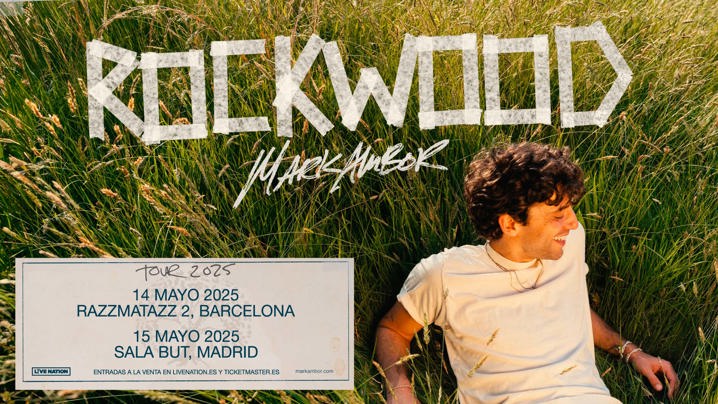 ROCKWOOD
MARK AMBOR
TOUR 2025
14 MAYO 2025
RAZZMATAZZ 2, BARCELONA
15 MAYO 2025
SALA BUT, MADRID
LIVE NATION
ENTRADAS A LA VENTA EN LIVENATION.ES Y TICKETMASTER.ES
markambor.com